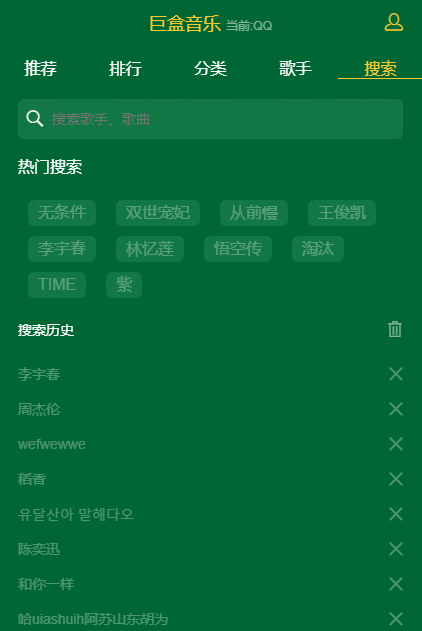 巨盒音乐 当前:QQ
推荐 排行 分类 歌手 搜索
搜索歌手、歌曲
热门搜索
无条件 双世宠妃 从前慢 王俊凯
李宇春 林忆莲 悟空传 淘汰
TIME 紫
搜索历史
李宇春
周杰伦
wefwewwe
稻香
유달산아 말해다오
陈奕迅
和你一样
哈uiashuih阿苏山东胡为